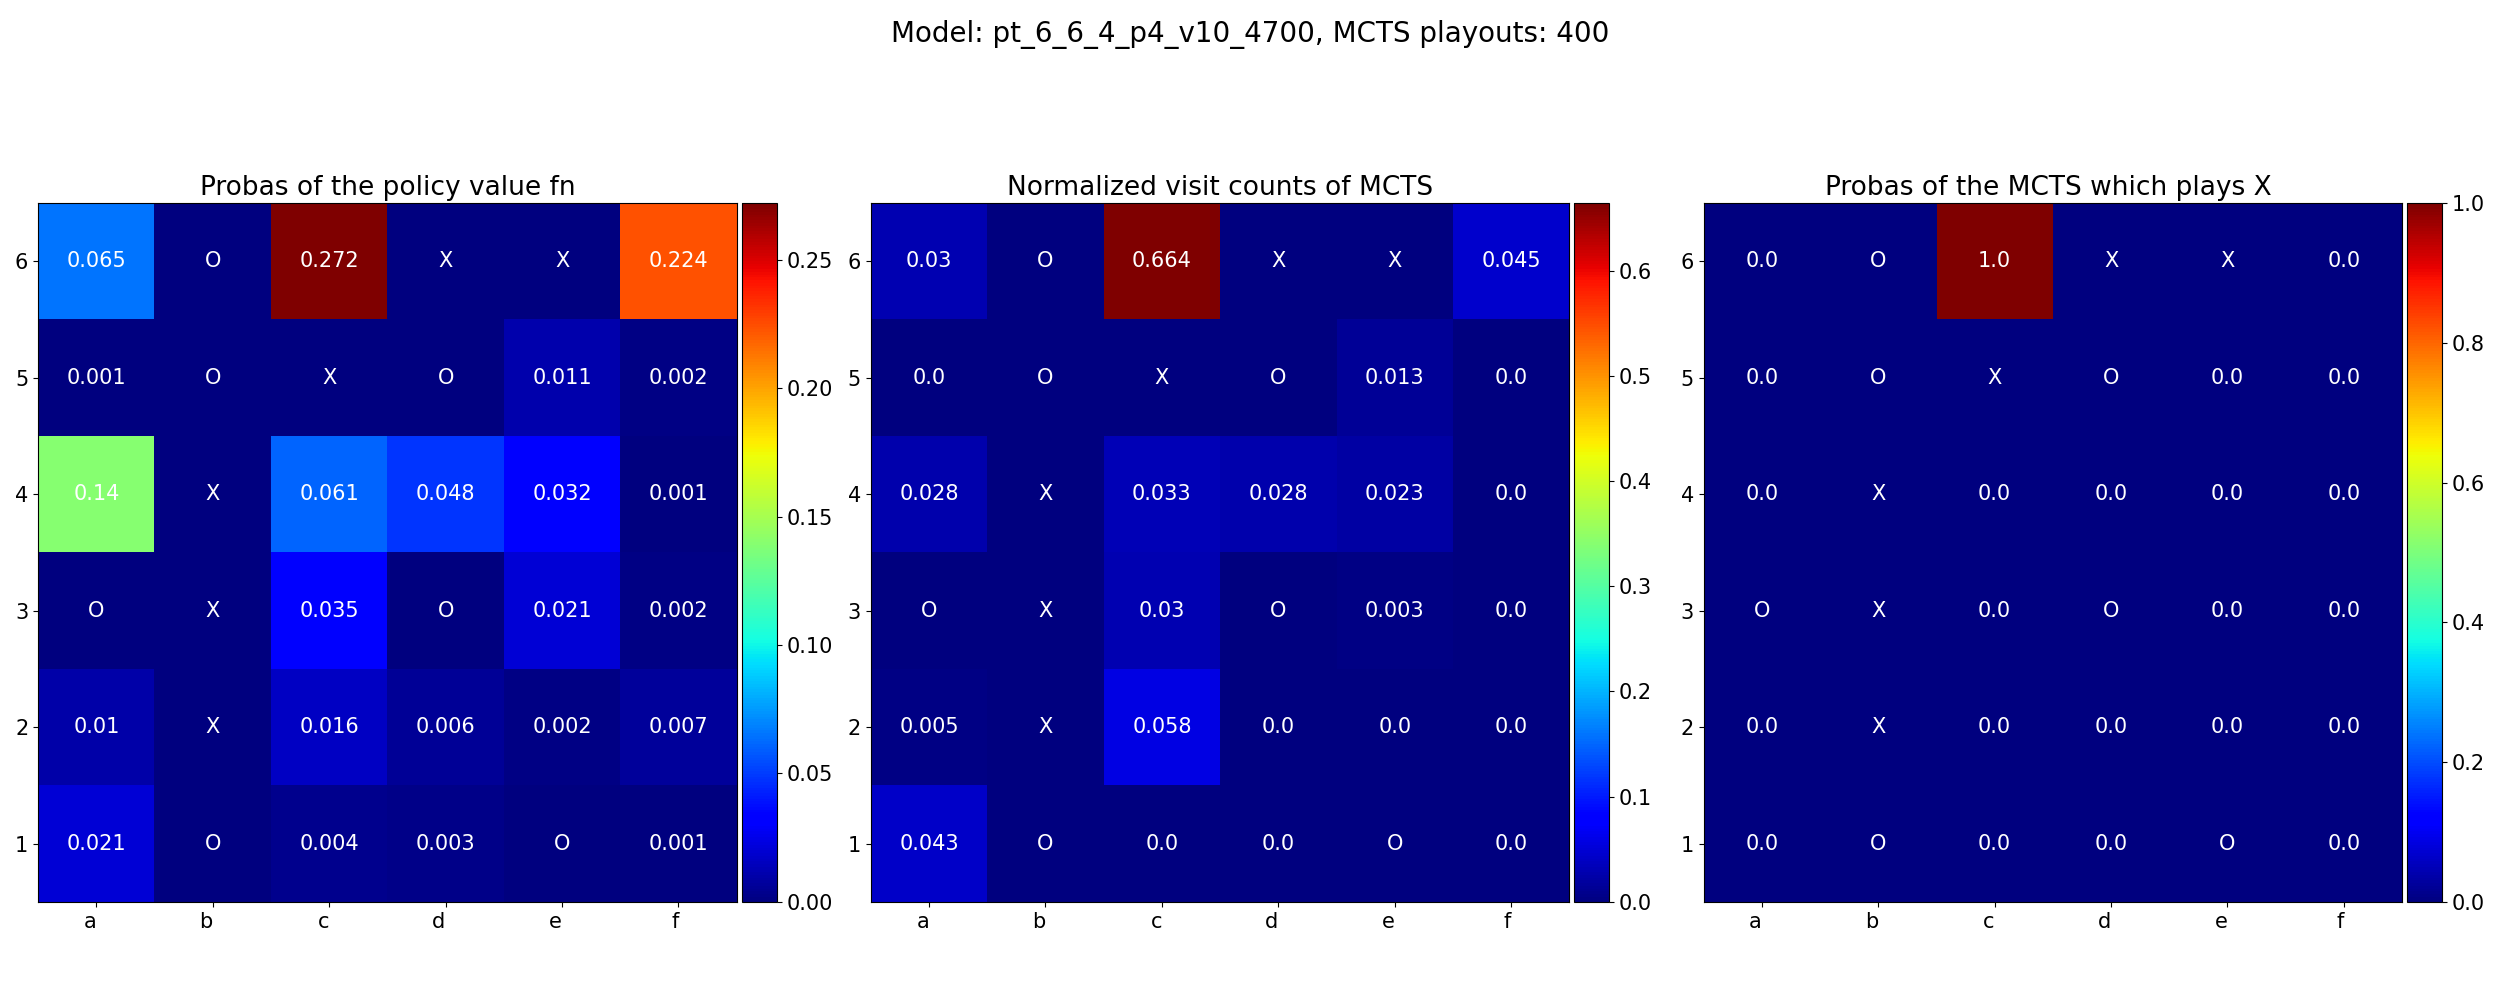 Model: pt_6_6_4_p4_v10_4700, MCTS playouts: 400
Probas of the policy value fn
6 0.065 O 0.272 X X 0.224
5 0.001 O X O 0.011 0.002
4 0.14 X 0.061 0.048 0.032 0.001
3 O X 0.035 O 0.021 0.002
2 0.01 X 0.016 0.006 0.002 0.007
1 0.021 O 0.004 0.003 O 0.001
a b c d e f
0.25
0.20
0.15
0.10
0.05
0.00
Normalized visit counts of MCTS
6 0.03 O 0.664 X X 0.045
5 0.0 O X O 0.013 0.0
4 0.028 X 0.033 0.028 0.023 0.0
3 O X 0.03 O 0.003 0.0
2 0.005 X 0.058 0.0 0.0 0.0
1 0.043 O 0.0 0.0 O 0.0
a b c d e f
0.6
0.5
0.4
0.3
0.2
0.1
0.0
Probas of the MCTS which plays X
6 0.0 O 1.0 X X 0.0
5 0.0 O X O 0.0 0.0
4 0.0 X 0.0 0.0 0.0 0.0
3 O X 0.0 O 0.0 0.0
2 0.0 X 0.0 0.0 0.0 0.0
1 0.0 O 0.0 0.0 O 0.0
a b c d e f
1.0
0.8
0.6
0.4
0.2
0.0